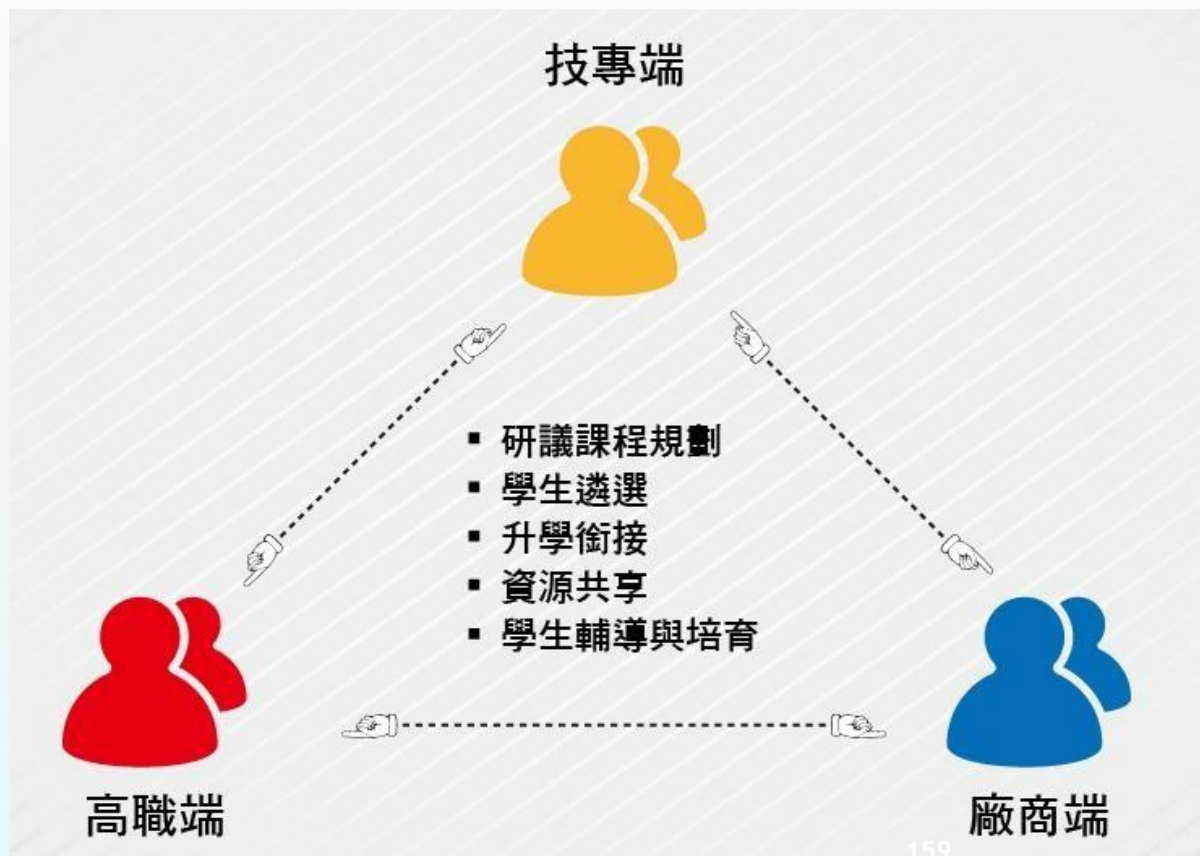 技專端
▪ 研議課程規劃
▪ 學生遴選
▪ 升學銜接
▪ 資源共享
▪ 學生輔導與培育
高職端
廠商端
159